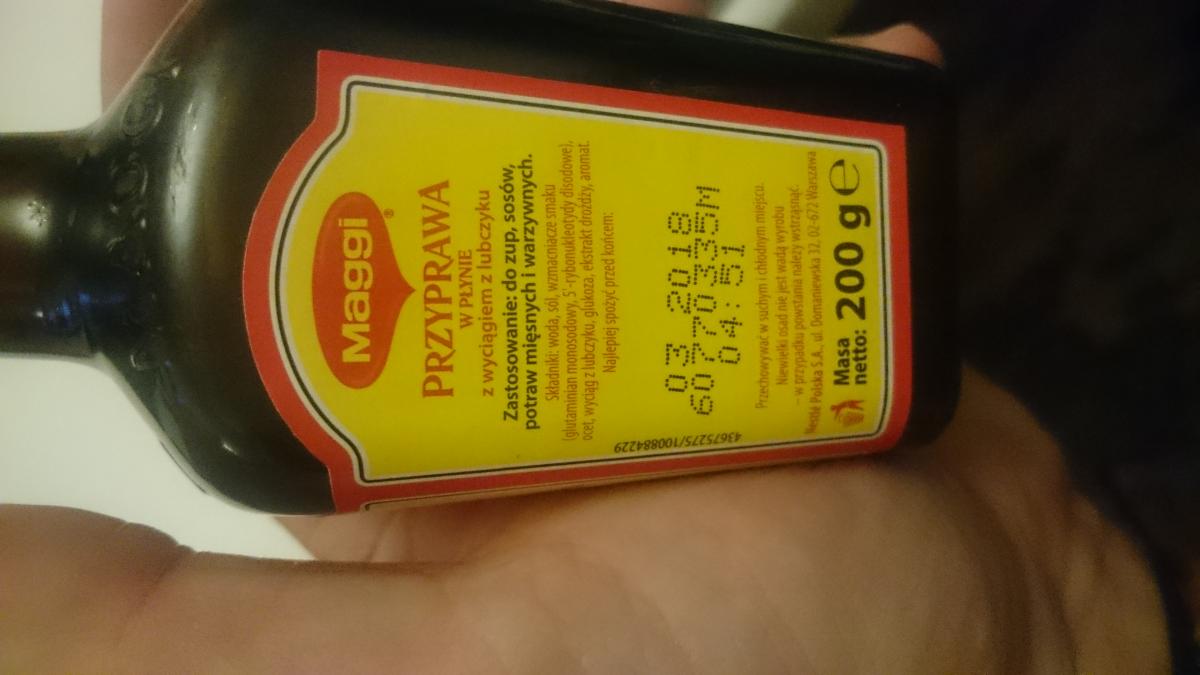 Maggi
®
PRZYPRAWA
W PŁYNIE
z wyciągiem z lubczyku
Zastosowanie: do zup, sosów,
potraw mięsnych i warzywnych.
Składniki: woda, sól, wzmacniacze smaku
(glutaminian monosodowy, 5'-rybonukleotydy disodowe),
ocet, wyciąg z lubczyku, glukoza, ekstrakt drożdży, aromat.
Najlepiej spożyć przed końcem:
03 2018
60770335M
04:51
43675275/100884229
Przechowywać w suchym i chłodnym miejscu.
Niewielki osad nie jest wadą wyrobu
– w przypadku powstania należy wstrząsnąć.
Nestlé Polska S.A., ul. Domaniewska 32, 02-672 Warszawa
Masa
netto: 200 g e